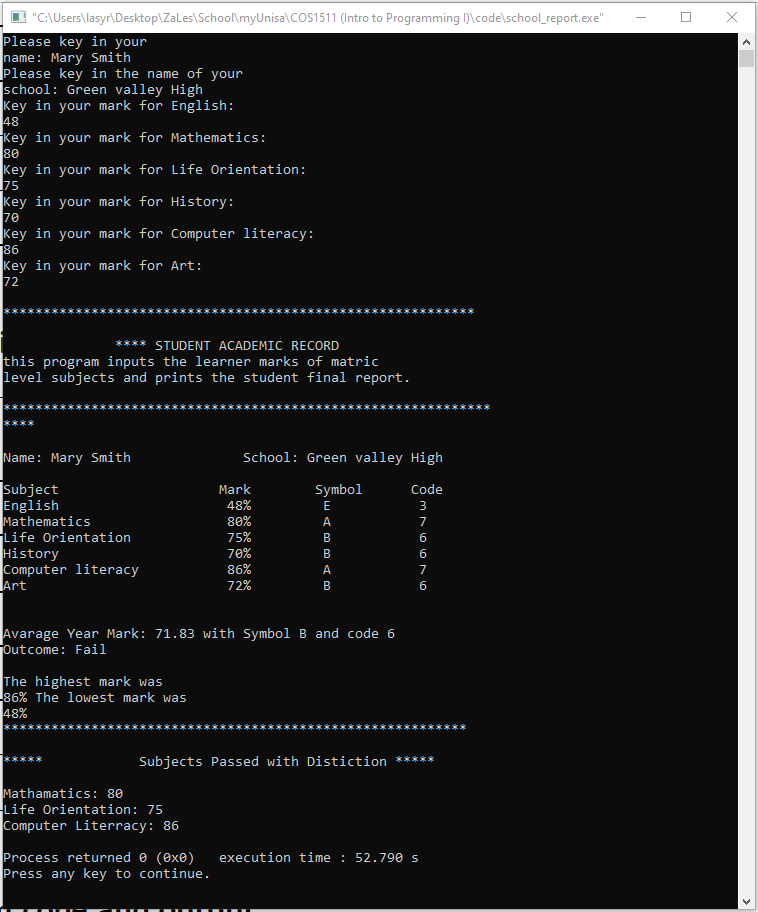 "C:\Users\lasyr\Desktop\ZaLes\School\myUnisa\COS1511 (Intro to Programming I)\code\school_report.exe"
Please key in your
name: Mary Smith
Please key in the name of your
school: Green valley High
Key in your mark for English:
48
Key in your mark for Mathematics:
80
Key in your mark for Life Orientation:
75
Key in your mark for History:
70
Key in your mark for Computer literacy:
86
Key in your mark for Art:
72
***********************************************************
**** STUDENT ACADEMIC RECORD
this program inputs the learner marks of matric
level subjects and prints the student final report.
*************************************************************
****
Name: Mary Smith School: Green valley High
Subject Mark Symbol Code
English 48% E 3
Mathematics 80% A 7
Life Orientation 75% B 6
History 70% B 6
Computer literacy 86% A 7
Art 72% B 6
Avarage Year Mark: 71.83 with Symbol B and code 6
Outcome: Fail
The highest mark was
86% The lowest mark was
48%
**********************************************************
***** Subjects Passed with Distiction *****
Mathamatics: 80
Life Orientation: 75
Computer Literracy: 86
Process returned 0 (0x0) execution time : 52.790 s
Press any key to continue.